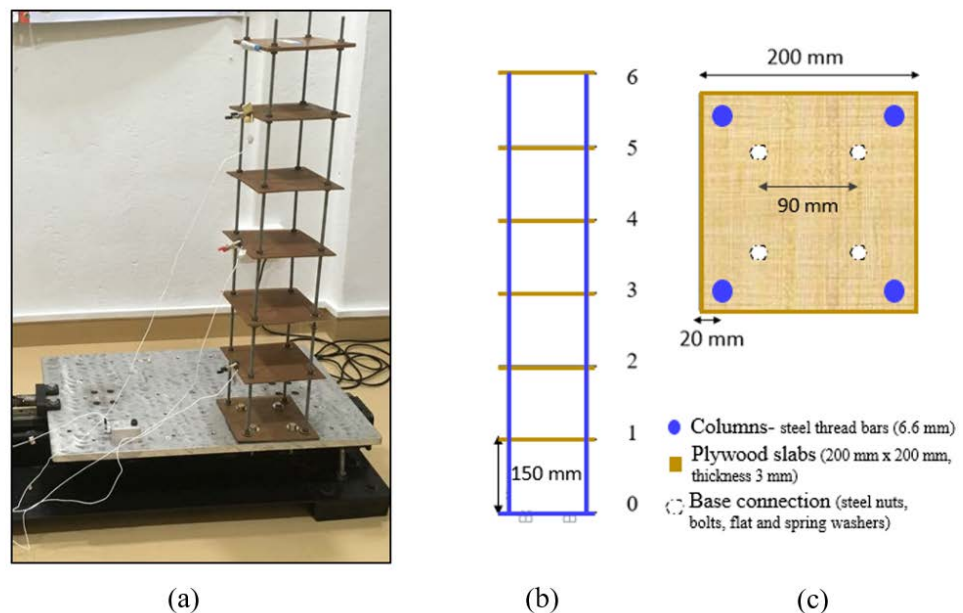 6
5
4
3
2
1
0
150 mm
200 mm
90 mm
20 mm
Columns- steel thread bars (6.6 mm)
Plywood slabs (200 mm x 200 mm,
thickness 3 mm)
Base connection (steel nuts,
bolts, flat and spring washers)
(a)
(b)
(c)